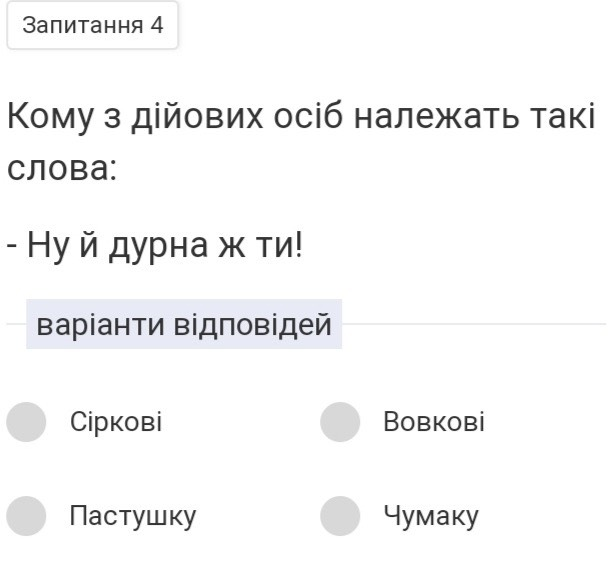 Запитання 4
Кому з дійових осіб належать такі
слова:
- Ну й дурна ж ти!
варіанти відповідей
Сіркові
Вовкові
Пастушку
Чумаку